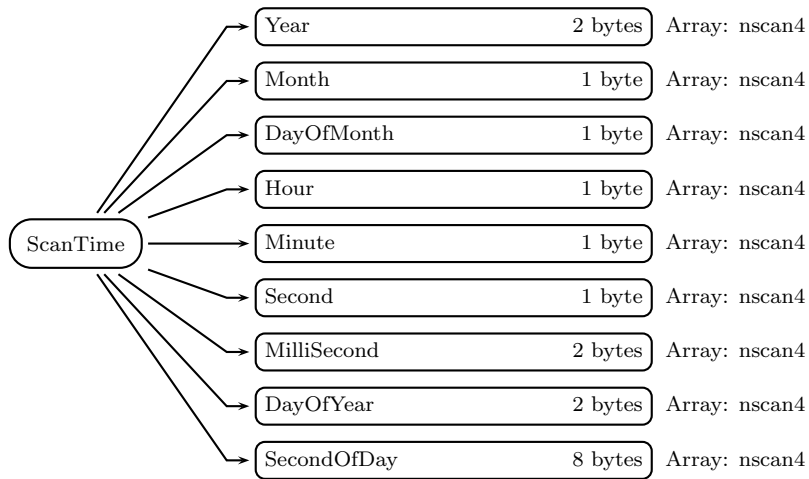 Year 2 bytes Array: nscan4
Month 1 byte Array: nscan4
DayOfMonth 1 byte Array: nscan4
Hour 1 byte Array: nscan4
ScanTime Minute 1 byte Array: nscan4
Second 1 byte Array: nscan4
MilliSecond 2 bytes Array: nscan4
DayOfYear 2 bytes Array: nscan4
SecondOfDay 8 bytes Array: nscan4